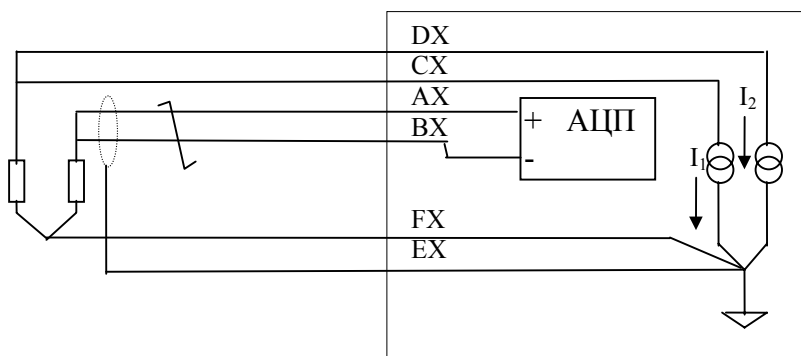 DX
CX
AX
BX
+ АЦП
-
I₂
I₁
FX
EX